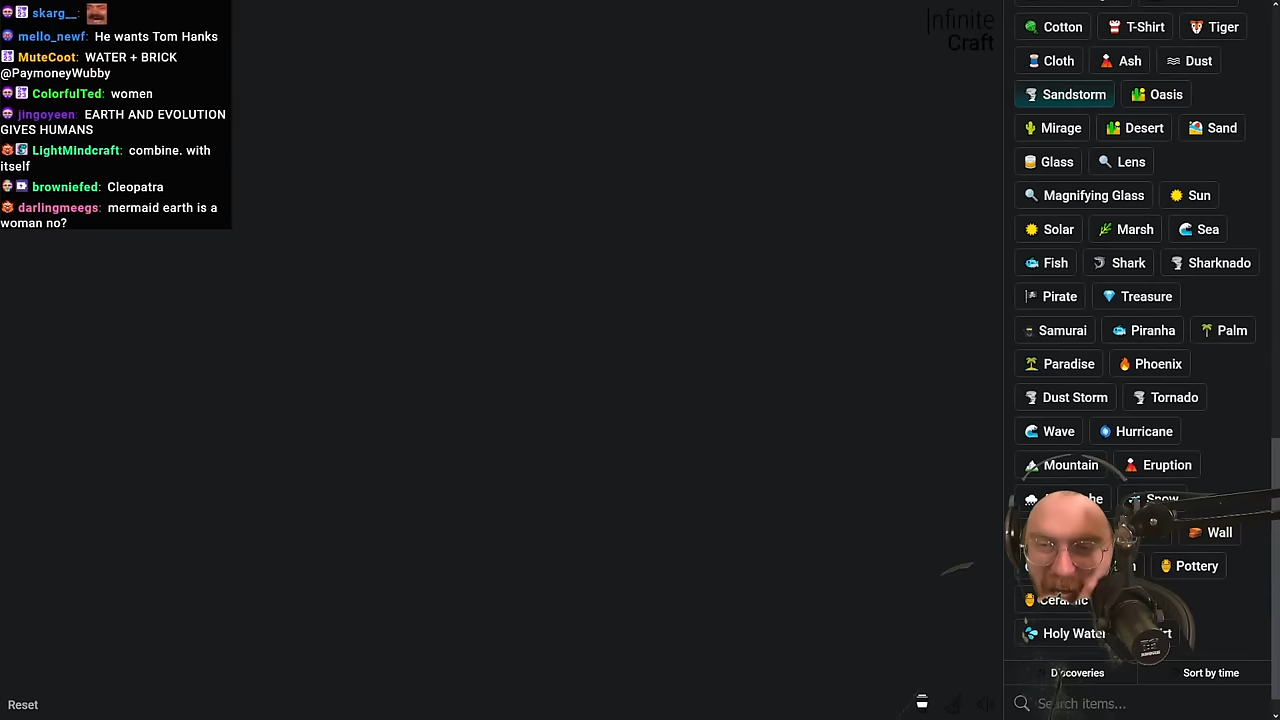 skarg__:
mello_newf: He wants Tom Hanks
MuteCoot: WATER + BRICK
@PaymoneyWubby
ColorfulTed: women
jingoyeen: EARTH AND EVOLUTION
GIVES HUMANS
LightMindcraft: combine. with
itself
browniefed: Cleopatra
darlingmeegs: mermaid earth is a
woman no?
Infinite
Craft
Cotton T-Shirt Tiger
Cloth Ash Dust
Sandstorm Oasis
Mirage Desert Sand
Glass Lens
Magnifying Glass Sun
Solar Marsh Sea
Fish Shark Sharknado
Pirate Treasure
Samurai Piranha Palm
Paradise Phoenix
Dust Storm Tornado
Wave Hurricane
Mountain Eruption
Snow
Wall
Pottery
Ceramic
Holy Water
Discoveries Sort by time
Search items...
Reset